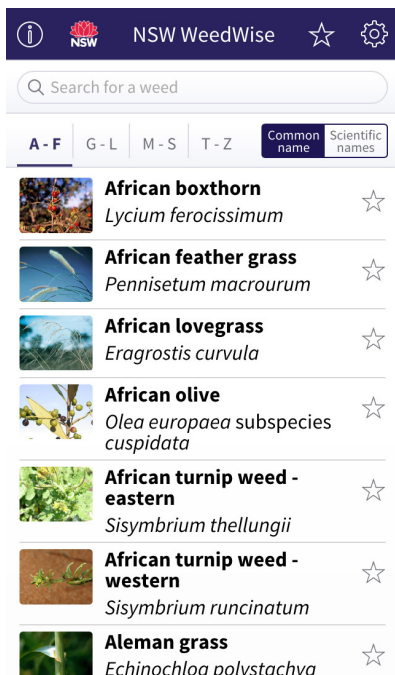 NSW WeedWise
NSW
Search for a weed
A - F G - L M - S T - Z Common name Scientific names
African boxthorn
Lycium ferocissimum
African feather grass
Pennisetum macrourum
African lovegrass
Eragrostis curvula
African olive
Olea europaea subspecies
cuspidata
African turnip weed -
eastern
Sisymbrium thellungii
African turnip weed -
western
Sisymbrium runcinatum
Aleman grass
Echinochloa polystachya